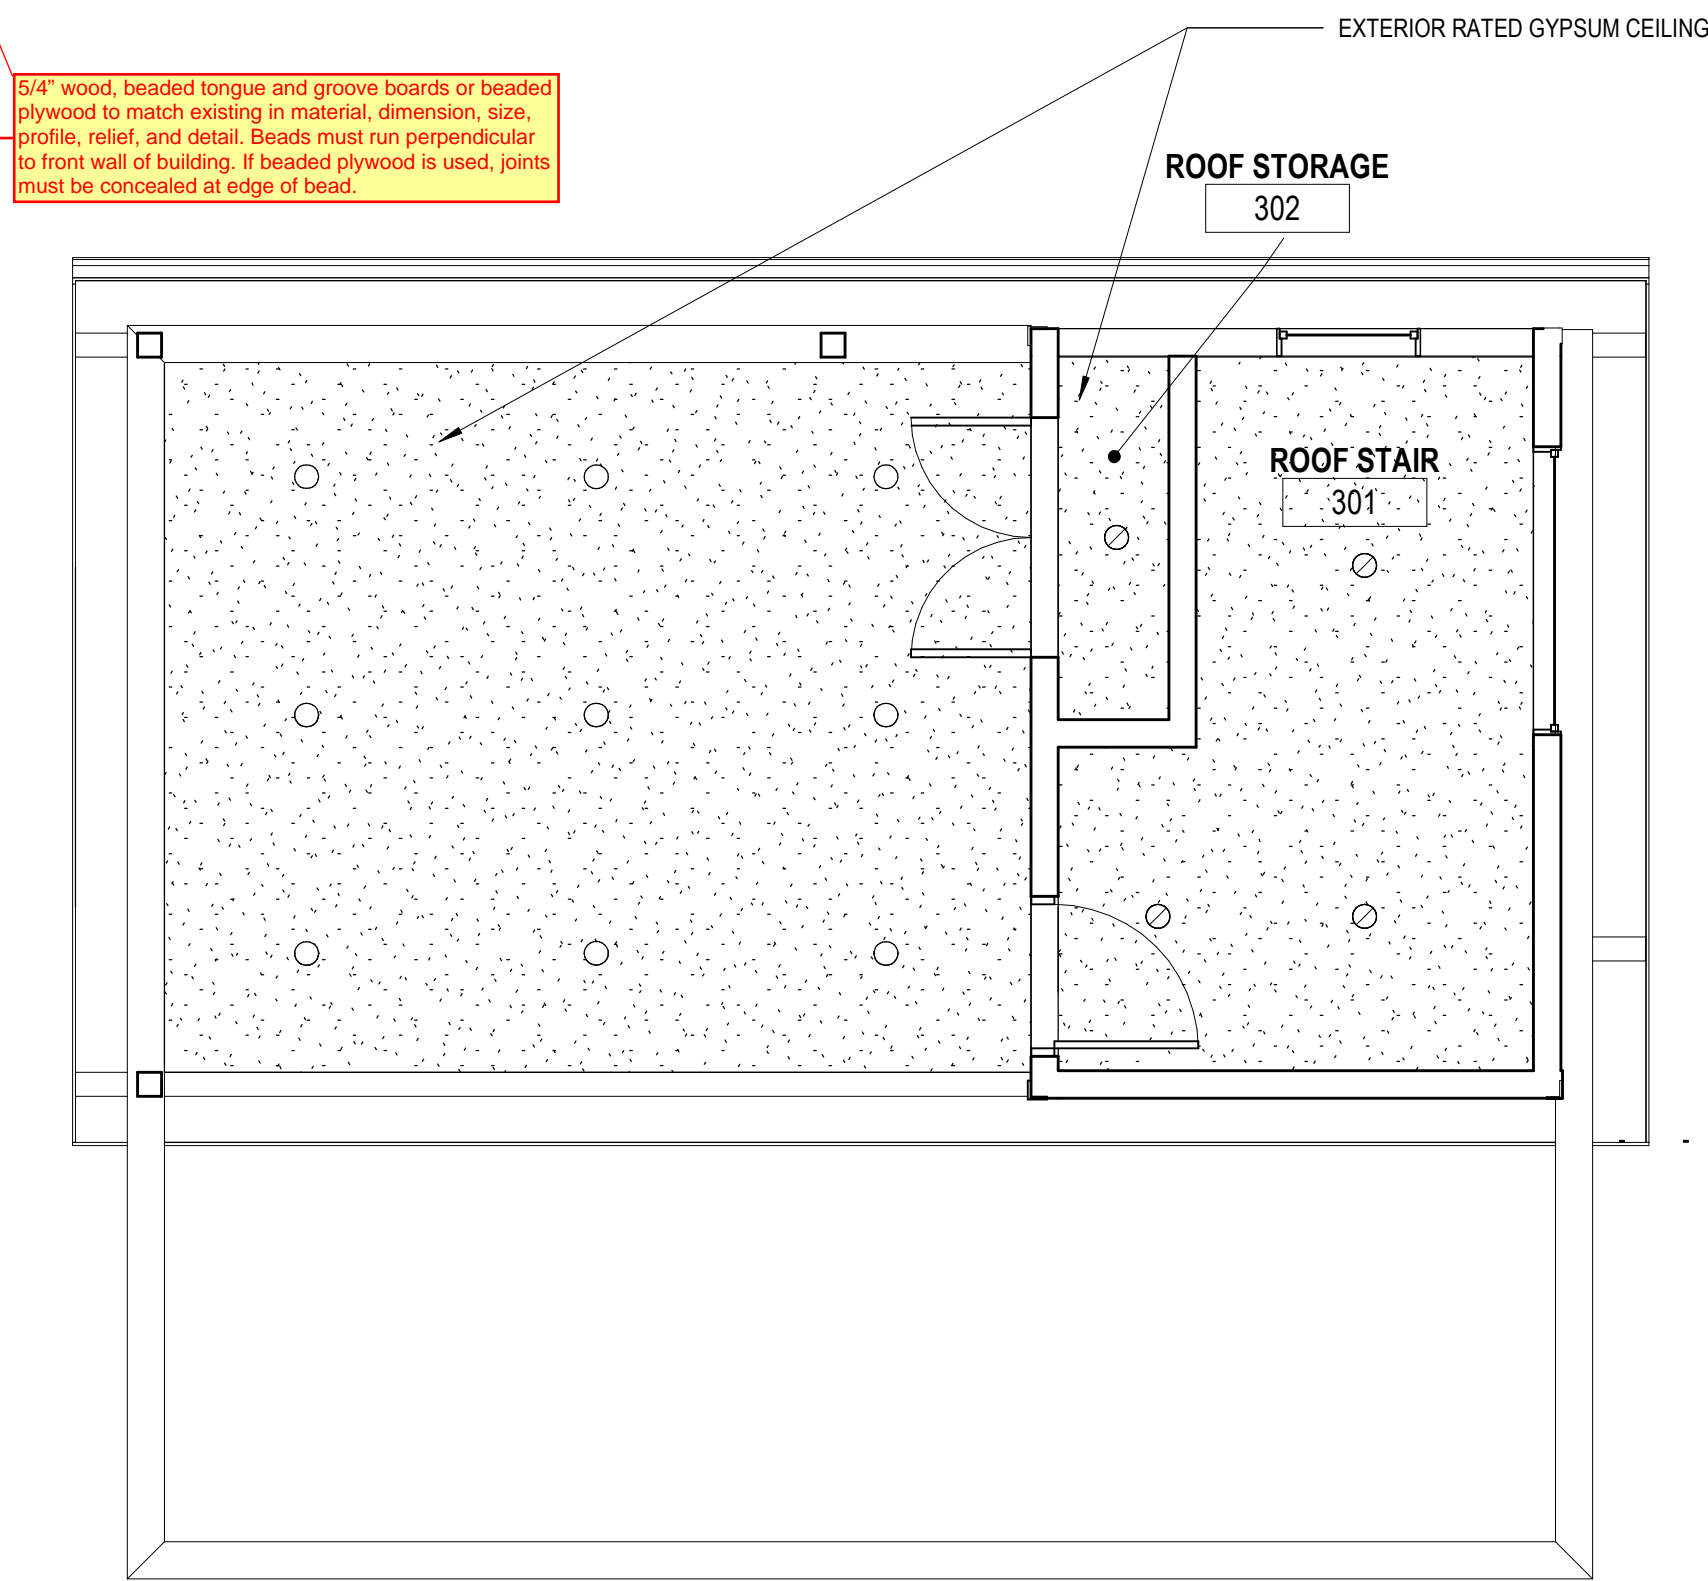 EXTERIOR RATED GYPSUM CEILING
5/4” wood, beaded tongue and groove boards or beaded
plywood to match existing in material, dimension, size,
profile, relief, and detail. Beads must run perpendicular
to front wall of building. If beaded plywood is used, joints
must be concealed at edge of bead.
ROOF STORAGE
302
ROOF STAIR
301